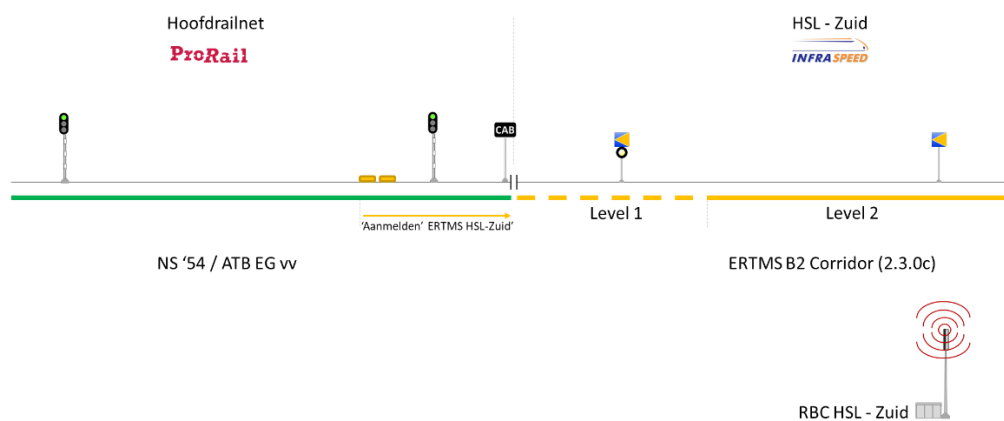 Hoofdrailnet
ProRail
HSL - Zuid
INFRASPEED
CAB
Level 1
Level 2
'Aanmelden' ERTMS HSL-Zuid'
NS '54 / ATB EG vv
ERTMS B2 Corridor (2.3.0c)
RBC HSL - Zuid